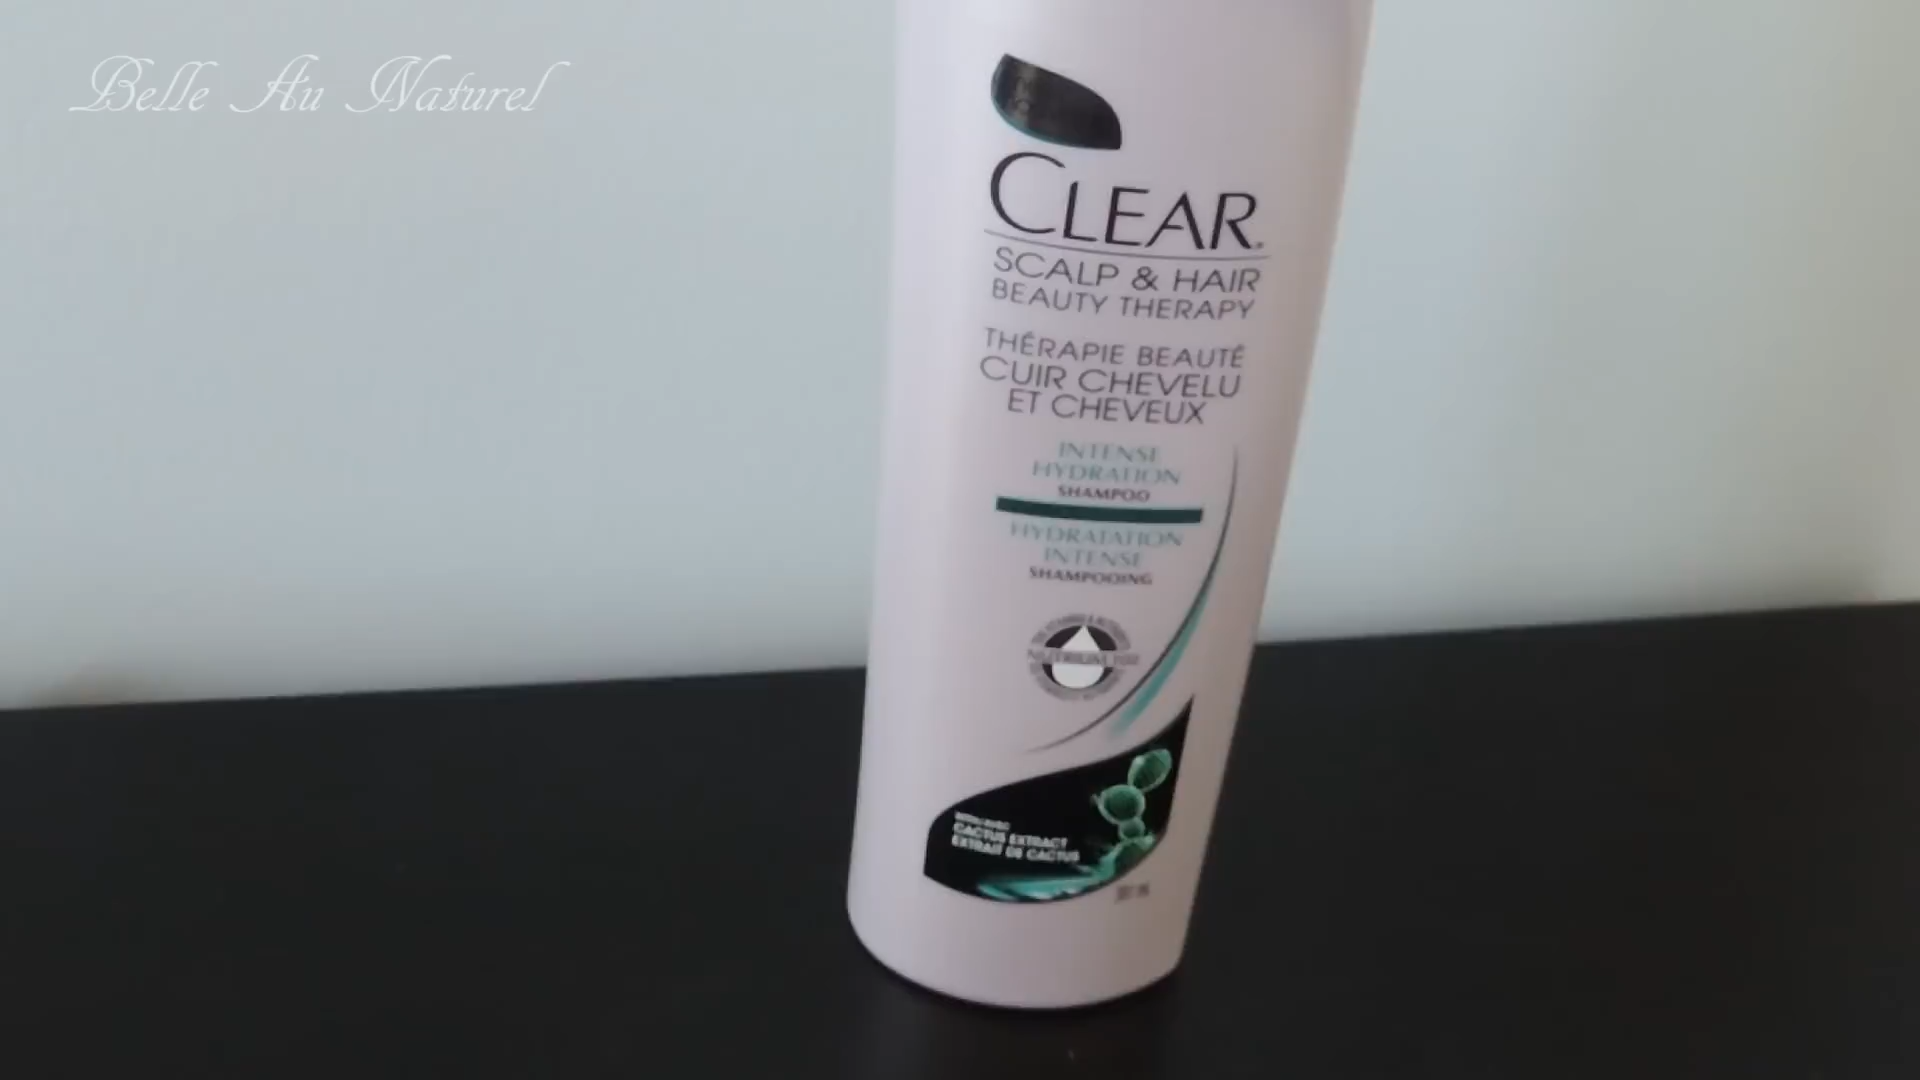 Belle Au Naturel
CLEAR
SCALP & HAIR
BEAUTY THERAPY
THÉRAPIE BEAUTÉ
CUIR CHEVELU
ET CHEVEUX
INTENSE
HYDRATION
SHAMPOO
HYDRATATION
INTENSE
SHAMPOOING
CACTUS EXTRACT
EXTRAIT DE CACTUS